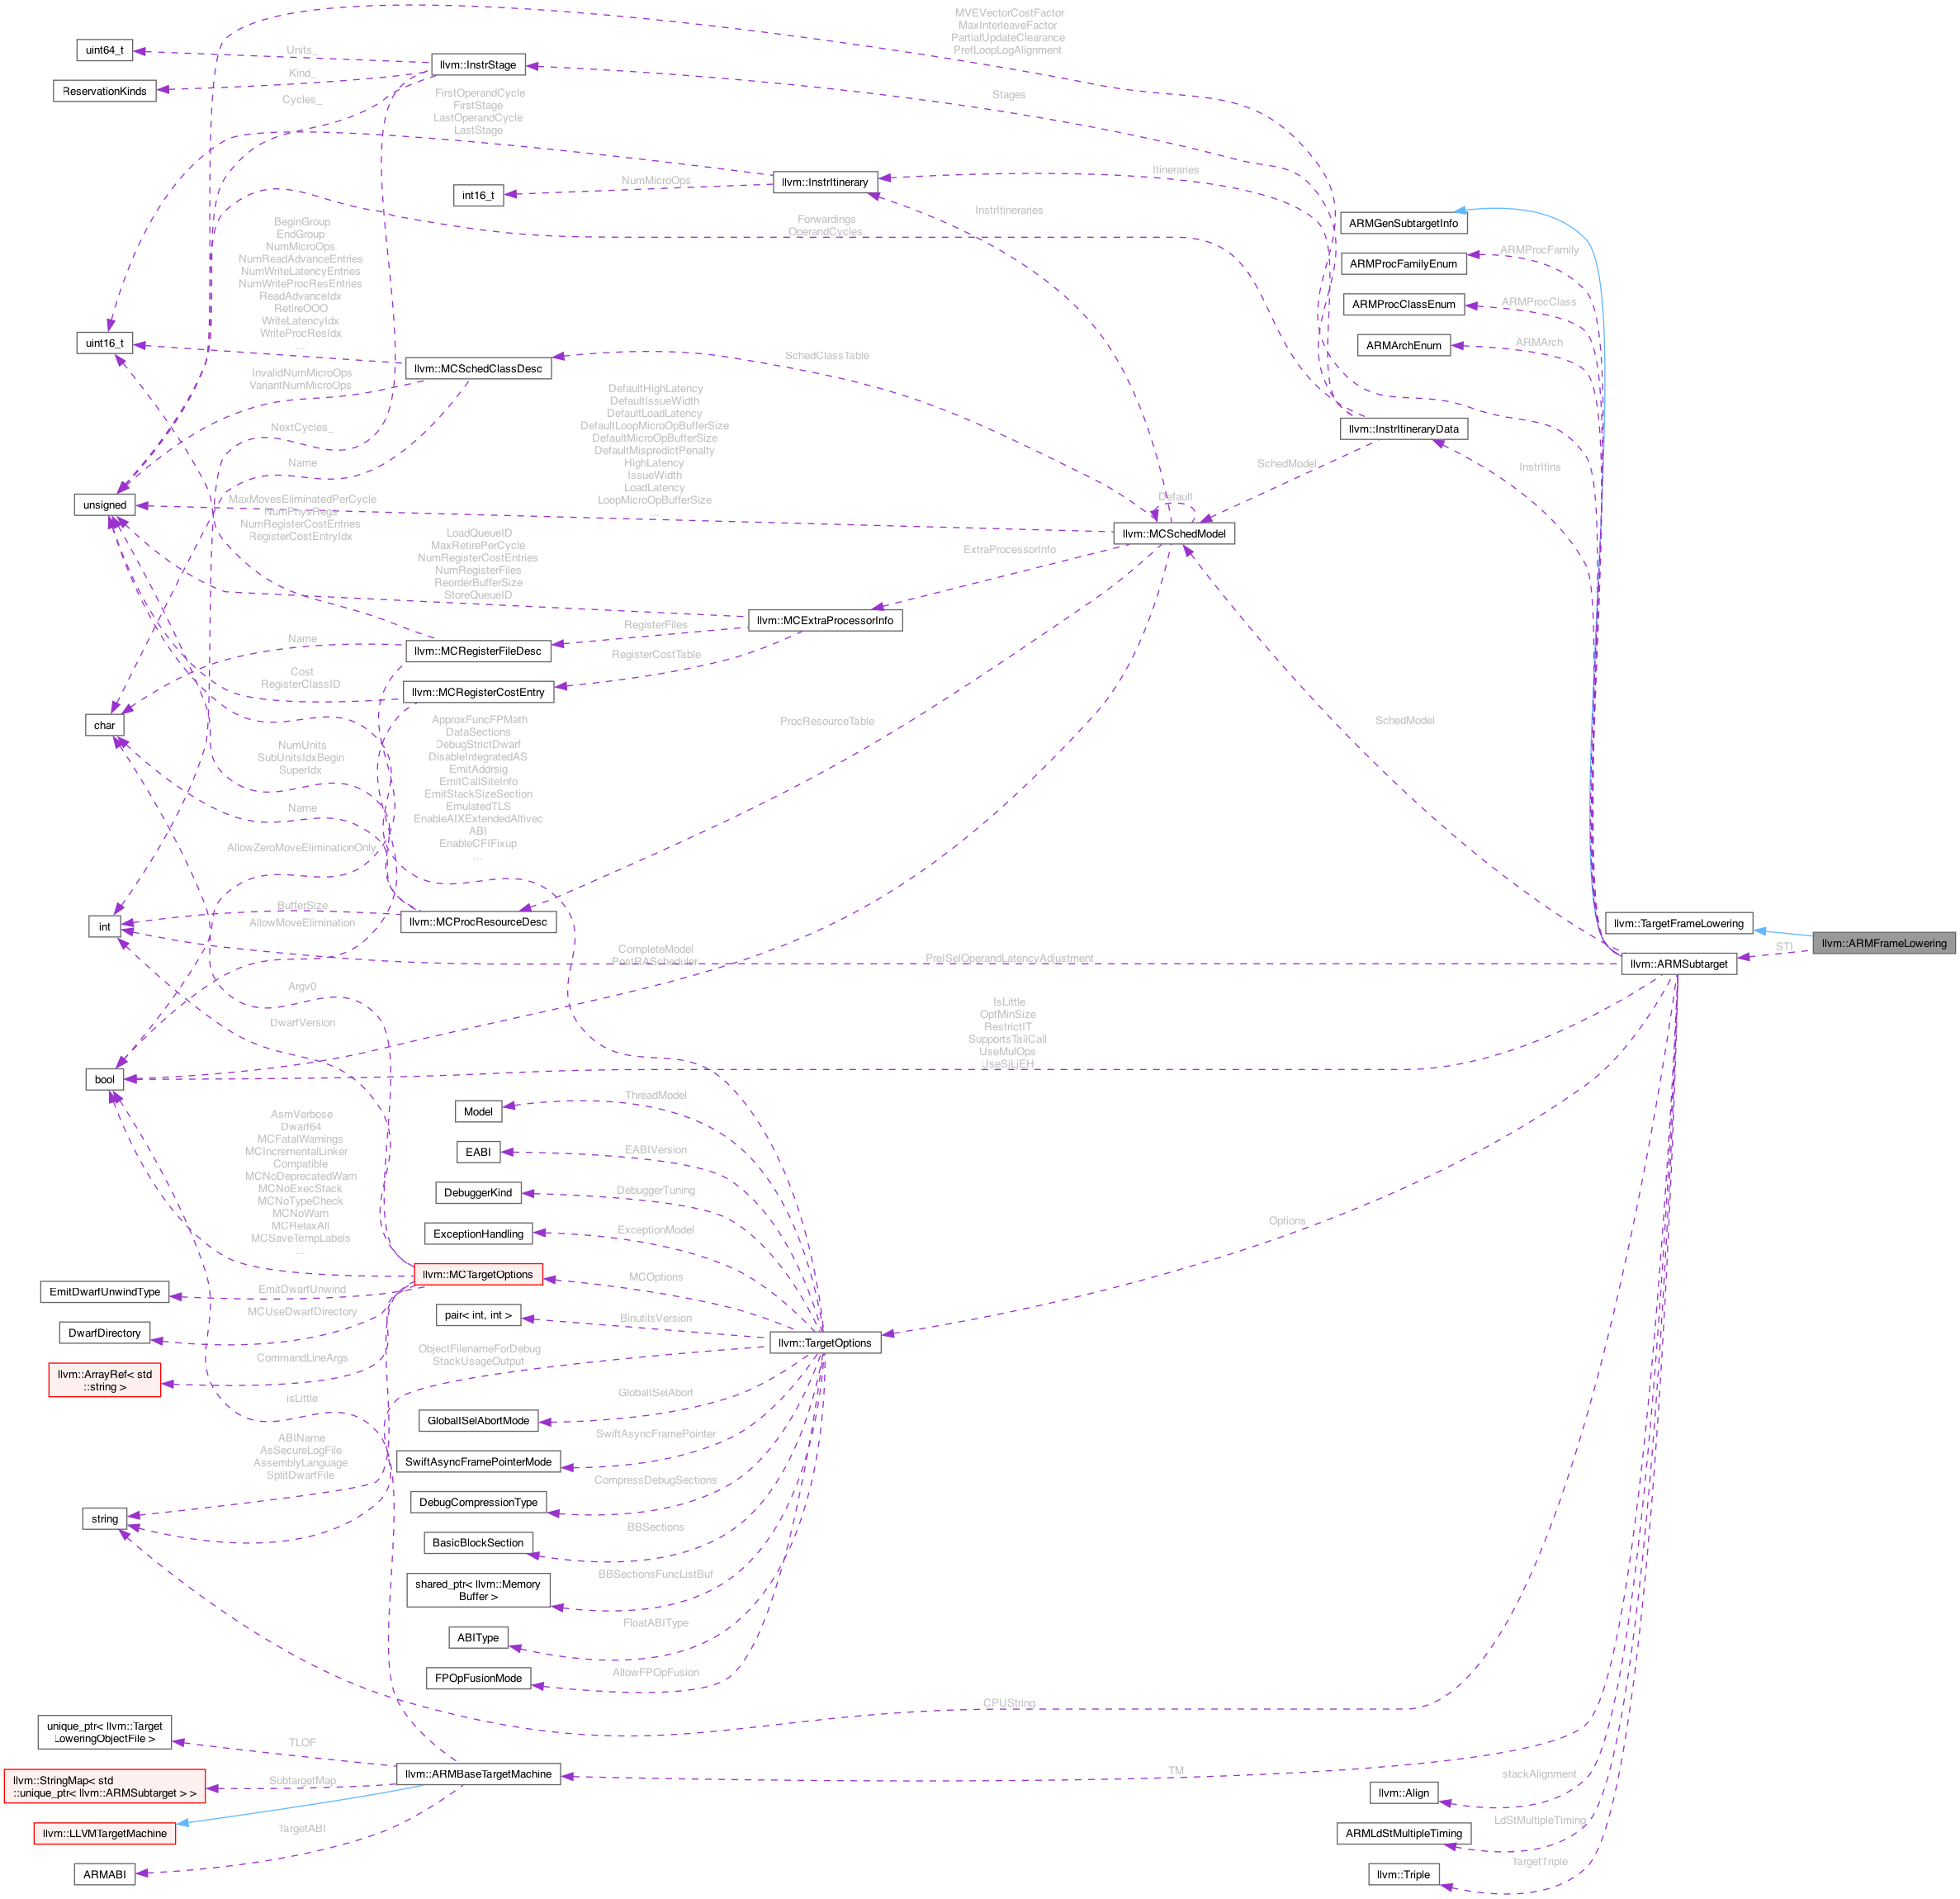 MVEVectorCostFactor
MaxInterleaveFactor
PartialUpdateClearance
PrefLoopLogAlignment
uint64_t
Units_
llvm::InstrStage
ReservationKinds
Kind_
Cycles_
FirstOperandCycle
FirstStage
LastOperandCycle
LastStage
Stages
int16_t
NumMicroOps
llvm::InstrItinerary
Itineraries
InstrItineraries
Forwardings
OperandCycles
ARMGenSubtargetInfo
ARMProcFamilyEnum
ARMProcFamily
ARMProcClassEnum
ARMProcClass
ARMArchEnum
ARMArch
BeginGroup
EndGroup
NumMicroOps
NumReadAdvanceEntries
NumWriteLatencyEntries
NumWriteProcResEntries
ReadAdvanceIdx
RetireOOO
WriteLatencyIdx
WriteProcResIdx
...
uint16_t
llvm::MCSchedClassDesc
SchedClassTable
InvalidNumMicroOps
VariantNumMicroOps
NextCycles_
Name
DefaultHighLatency
DefaultIssueWidth
DefaultLoadLatency
DefaultLoopMicroOpBufferSize
DefaultMicroOpBufferSize
DefaultMispredictPenalty
HighLatency
IssueWidth
LoadLatency
LoopMicroOpBufferSize
...
llvm::InstrItineraryData
SchedModel
InstrItins
unsigned
Default
llvm::MCSchedModel
MaxMovesEliminatedPerCycle
NumPhysRegs
NumRegisterCostEntries
RegisterCostEntryIdx
LoadQueueID
MaxRetirePerCycle
NumRegisterCostEntries
NumRegisterFiles
ReorderBufferSize
StoreQueueID
ExtraProcessorInfo
llvm::MCExtraProcessorInfo
RegisterFiles
RegisterCostTable
Name
llvm::MCRegisterFileDesc
Cost
RegisterClassID
llvm::MCRegisterCostEntry
char
ProcResourceTable
SchedModel
NumUnits
SubUnitsIdxBegin
SuperIdx
Name
ApproxFuncFPMath
DataSections
DebugStrictDwarf
DisableIntegratedAS
EmitAddrsig
EmitCallSiteInfo
EmitStackSizeSection
EmulatedTLS
EnableAIXExtendedAltivec
ABI
EnableCFIFixup
...
AllowZeroMoveEliminationOnly
int
BufferSize
AllowMoveElimination
llvm::MCProcResourceDesc
CompleteModel
PostRAScheduler
PreISelOperandLatencyAdjustment
llvm::TargetFrameLowering
llvm::ARMFrameLowering
STI
llvm::ARMSubtarget
Argv0
DwarfVersion
IsLittle
OptMinSize
RestrictIT
SupportsTailCall
UseMulOps
UseSjLjEH
bool
Model
ThreadModel
EABI
EABIVersion
DebuggerKind
DebuggerTuning
ExceptionHandling
ExceptionModel
Options
AsmVerbose
Dwarf64
MCFatalWarnings
MCIncrementalLinker
Compatible
MCNoDeprecatedWarn
MCNoExecStack
MCNoTypeCheck
MCNoWarn
MCRelaxAll
MCSaveTempLabels
...
llvm::MCTargetOptions
MCOptions
EmitDwarfUnwindType
EmitDwarfUnwind
MCUseDwarfDirectory
DwarfDirectory
pair< int, int >
BinutilsVersion
llvm::TargetOptions
ObjectFilenameForDebug
StackUsageOutput
CommandLineArgs
llvm::ArrayRef< std
::string >
isLittle
GlobalISelAbortMode
GlobalISelAbort
ABIName
AsSecureLogFile
AssemblyLanguage
SplitDwarfFile
SwiftAsyncFramePointerMode
SwiftAsyncFramePointer
DebugCompressionType
CompressDebugSections
string
BasicBlockSection
BBSections
shared_ptr< llvm::Memory
Buffer >
BBSectionsFuncListBuf
ABIType
FloatABIType
FPOpFusionMode
AllowFPOpFusion
CPUString
unique_ptr< llvm::Target
LoweringObjectFile >
TLOF
llvm::ARMBaseTargetMachine
TM
llvm::StringMap< std
::unique_ptr< llvm::ARMSubtarget > >
SubtargetMap
llvm::LLVMTargetMachine
TargetABI
ARMABI
llvm::Align
stackAlignment
ARMLdStMultipleTiming
LdStMultipleTiming
llvm::Triple
TargetTriple